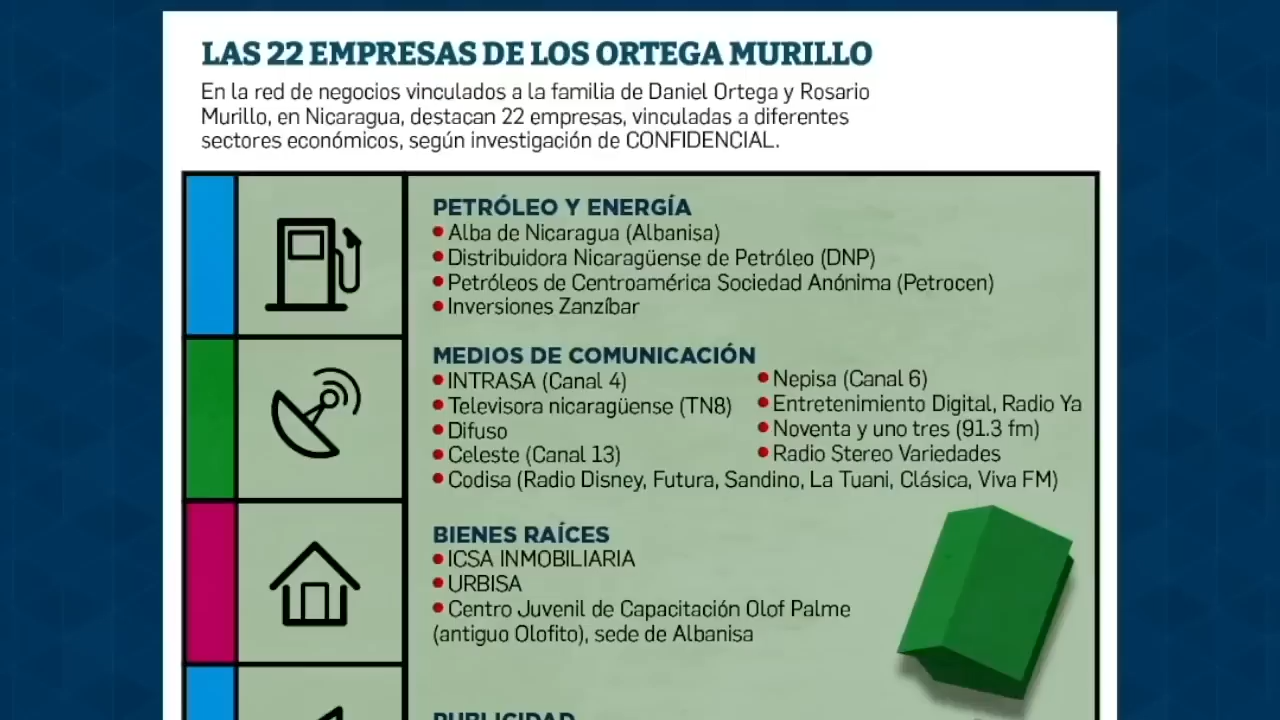 LAS 22 EMPRESAS DE LOS ORTEGA MURILLO
En la red de negocios vinculados a la familia de Daniel Ortega y Rosario
Murillo, en Nicaragua, destacan 22 empresas, vinculadas a diferentes
sectores económicos, según investigación de CONFIDENCIAL.
PETRÓLEO Y ENERGÍA
• Alba de Nicaragua (Albanisa)
• Distribuidora Nicaragüense de Petróleo (DNP)
• Petróleos de Centroamérica Sociedad Anónima (Petrocen)
• Inversiones Zanzíbar
MEDIOS DE COMUNICACIÓN
• INTRASA (Canal 4)
• Televisora nicaragüense (TN8)
• Difuso
• Celeste (Canal 13)
• Nepisa (Canal 6)
• Entretenimiento Digital, Radio Ya
• Noventa y uno tres (91.3 fm)
• Radio Stereo Variedades
• Codisa (Radio Disney, Futura, Sandino, La Tuani, Clásica, Viva FM)
BIENES RAÍCES
• ICSA INMOBILIARIA
• URBISA
• Centro Juvenil de Capacitación Olof Palme
(antiguo Olofito), sede de Albanisa
PUBLICIDAD